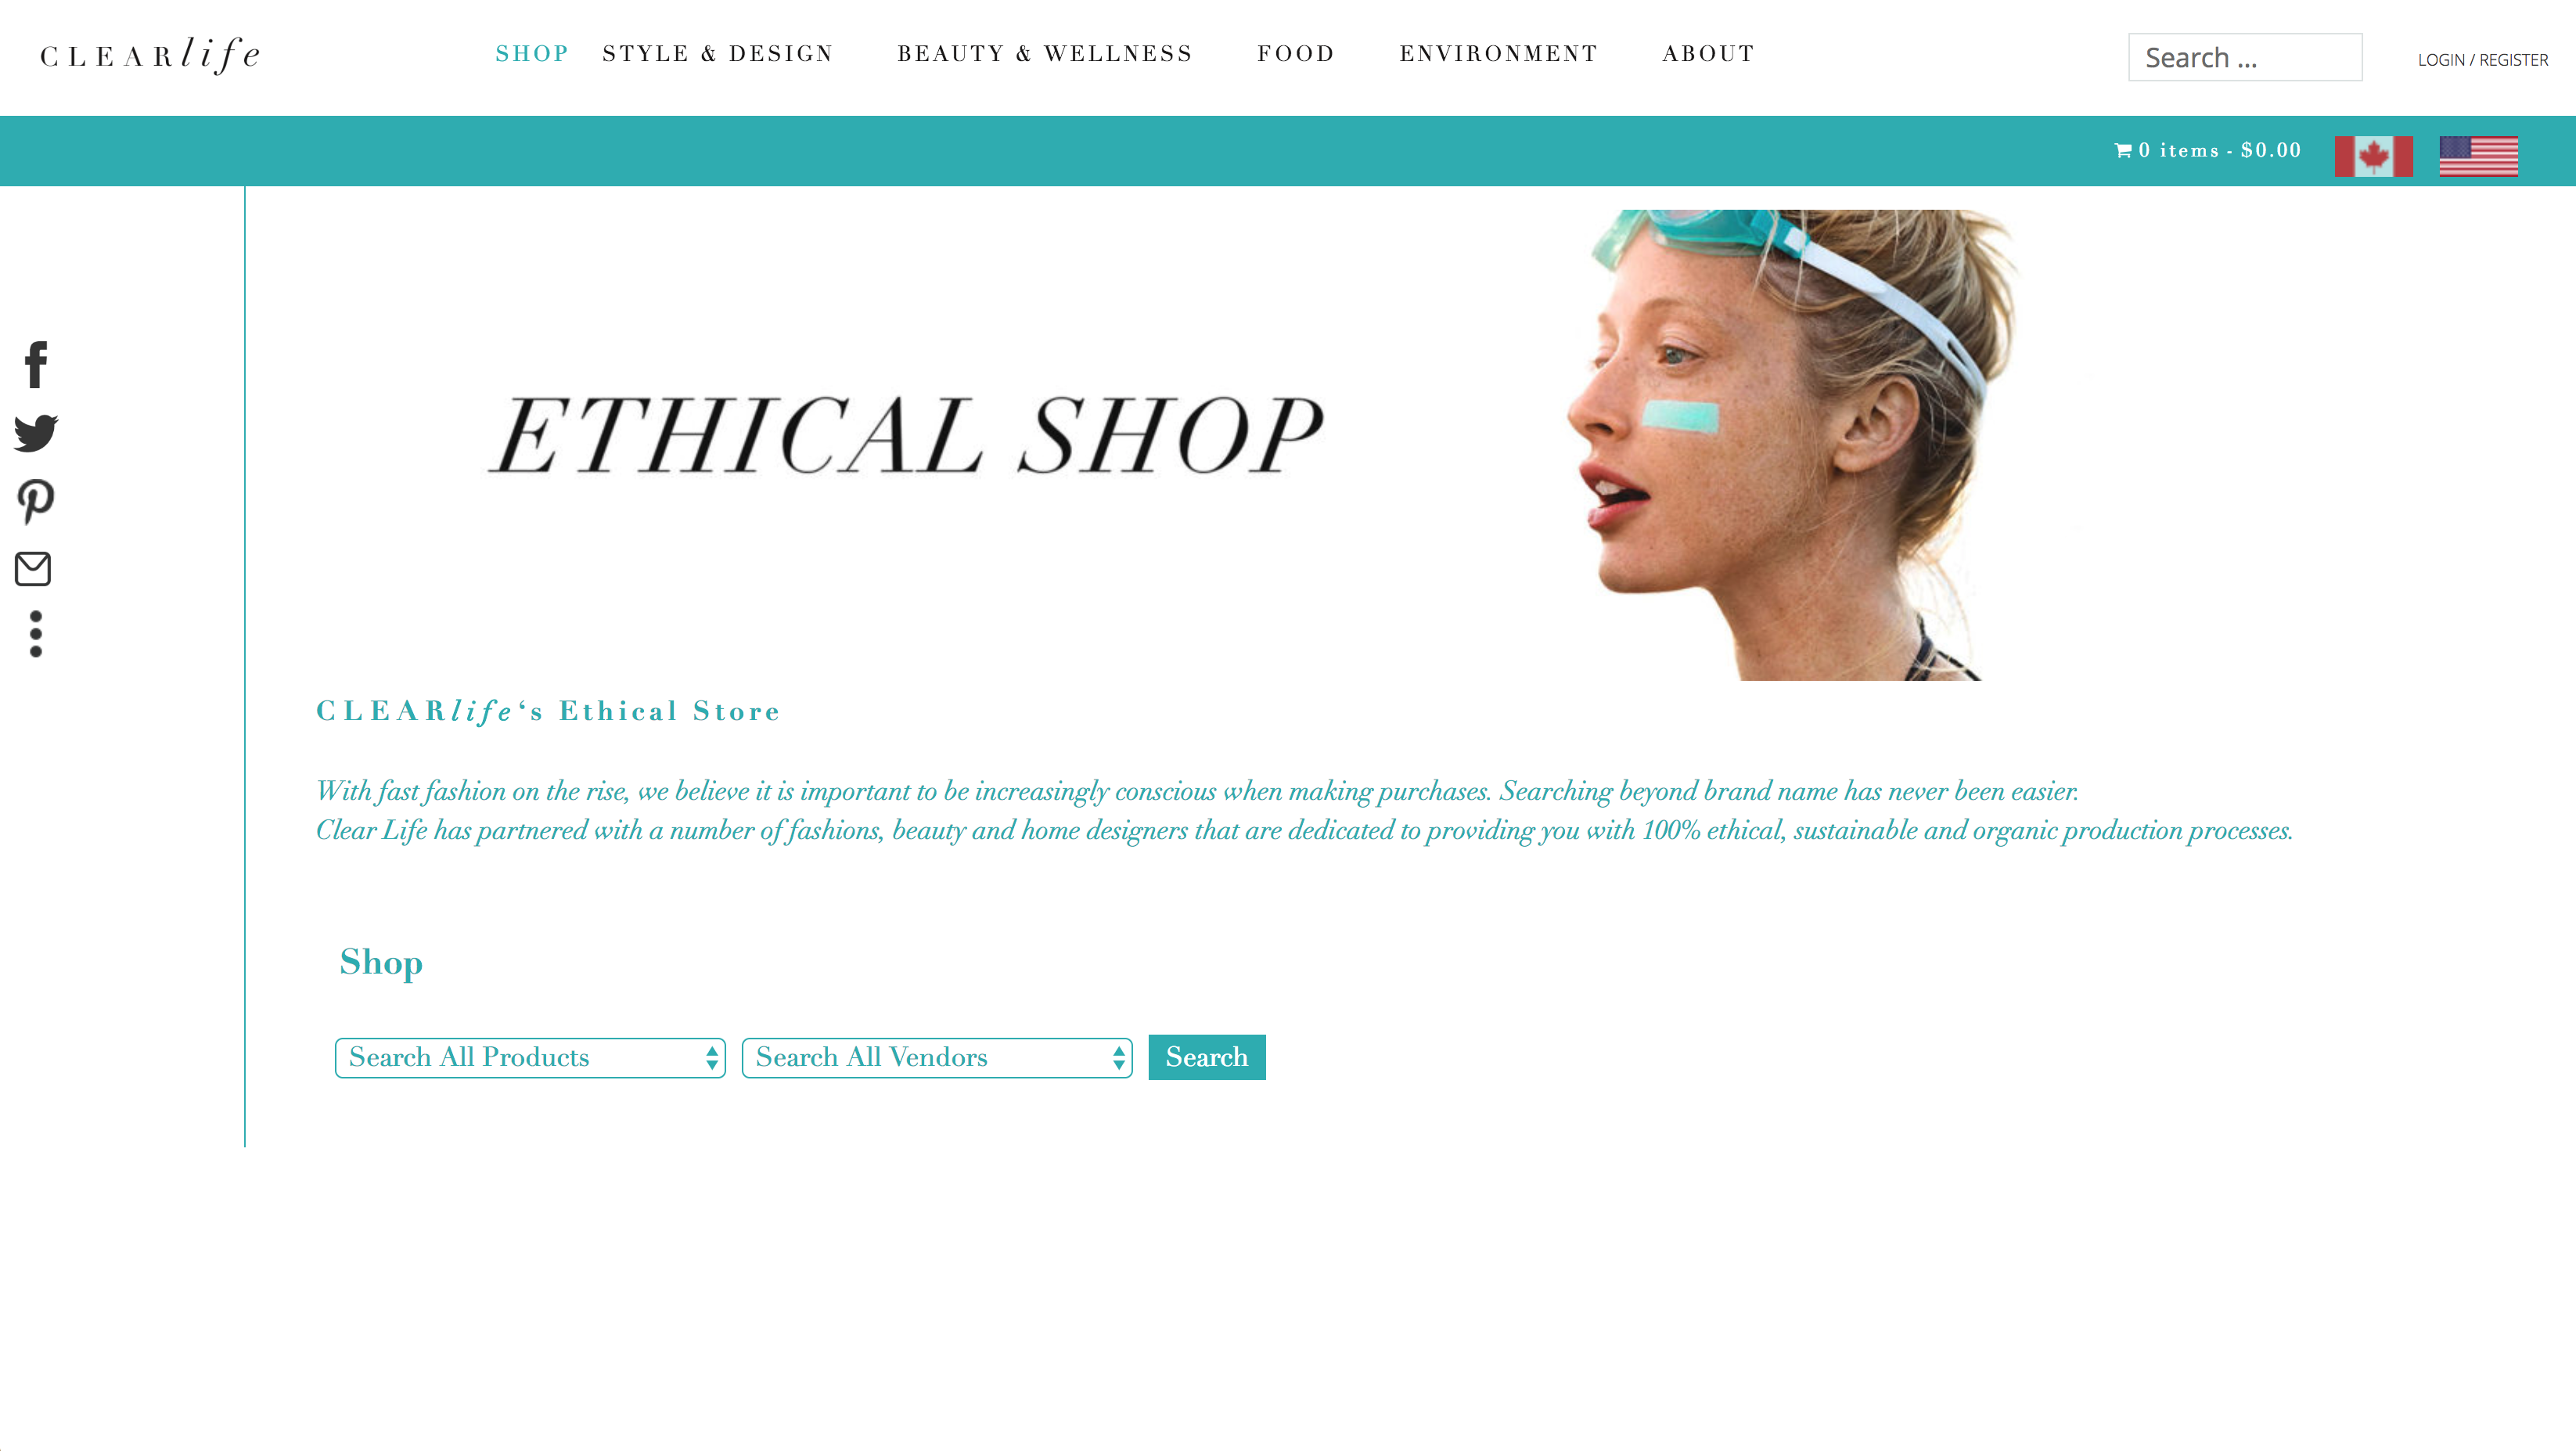 CLEARlife
SHOP STYLE & DESIGN BEAUTY & WELLNESS FOOD ENVIRONMENT ABOUT
Search ...
LOGIN / REGISTER
0 items - $0.00
ETHICAL SHOP
CLEARlife‘s Ethical Store
With fast fashion on the rise, we believe it is important to be increasingly conscious when making purchases. Searching beyond brand name has never been easier.
Clear Life has partnered with a number of fashions, beauty and home designers that are dedicated to providing you with 100% ethical, sustainable and organic production processes.
Shop
Search All Products
Search All Vendors
Search